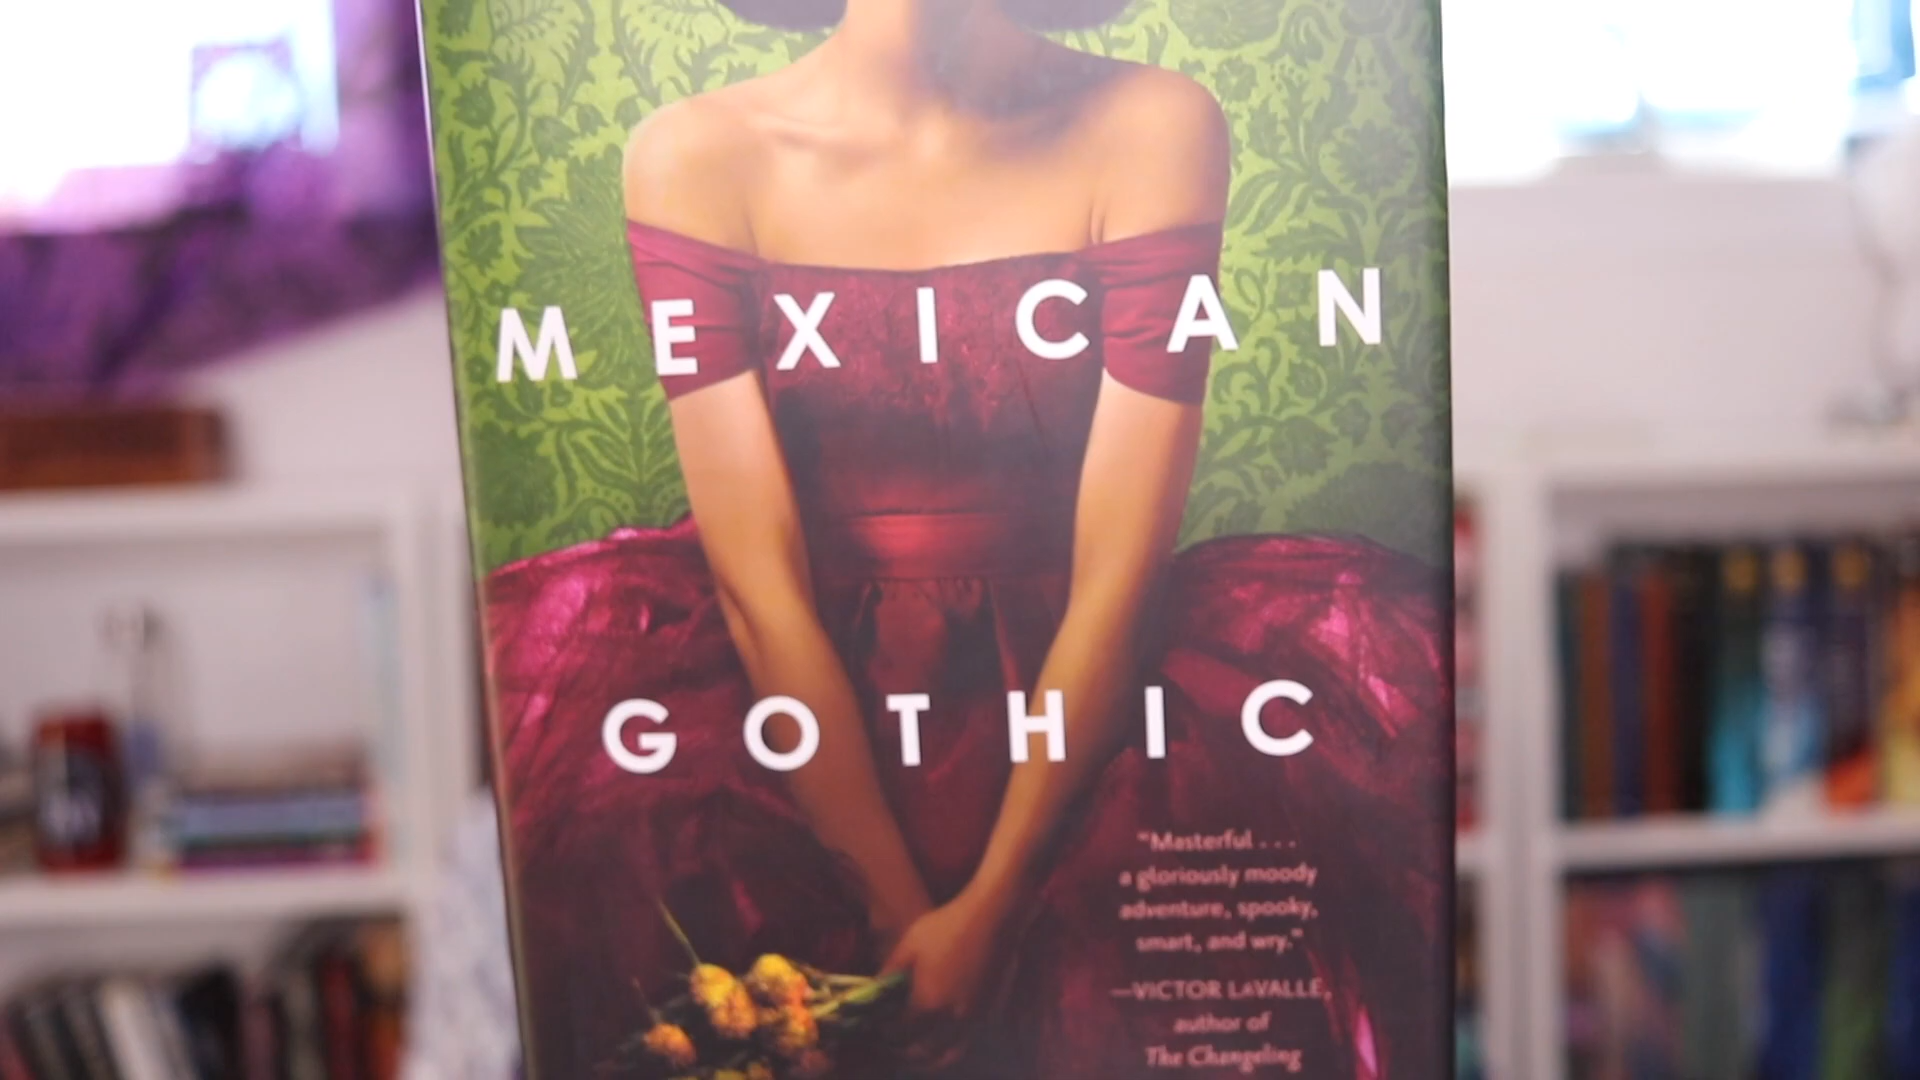 MEXICAN
GOTHIC
“Masterful . . .
a gloriously moody
adventure, spooky,
smart, and wry.”
—VICTOR LaVALLE,
author of
The Changeling